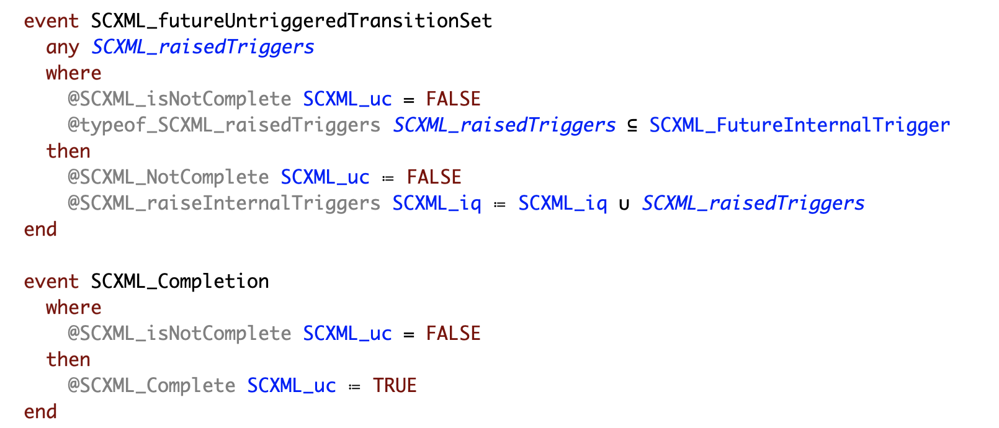 event SCXML_futureUntriggeredTransitionSet
any SCXML_raisedTriggers
where
@SCXML_isNotComplete SCXML_uc = FALSE
@typeof_SCXML_raisedTriggers SCXML_raisedTriggers ⊆ SCXML_FutureInternalTrigger
then
@SCXML_NotComplete SCXML_uc ≔ FALSE
@SCXML_raiseInternalTriggers SCXML_iq ≔ SCXML_iq ∪ SCXML_raisedTriggers
end
event SCXML_Completion
where
@SCXML_isNotComplete SCXML_uc = FALSE
then
@SCXML_Complete SCXML_uc ≔ TRUE
end